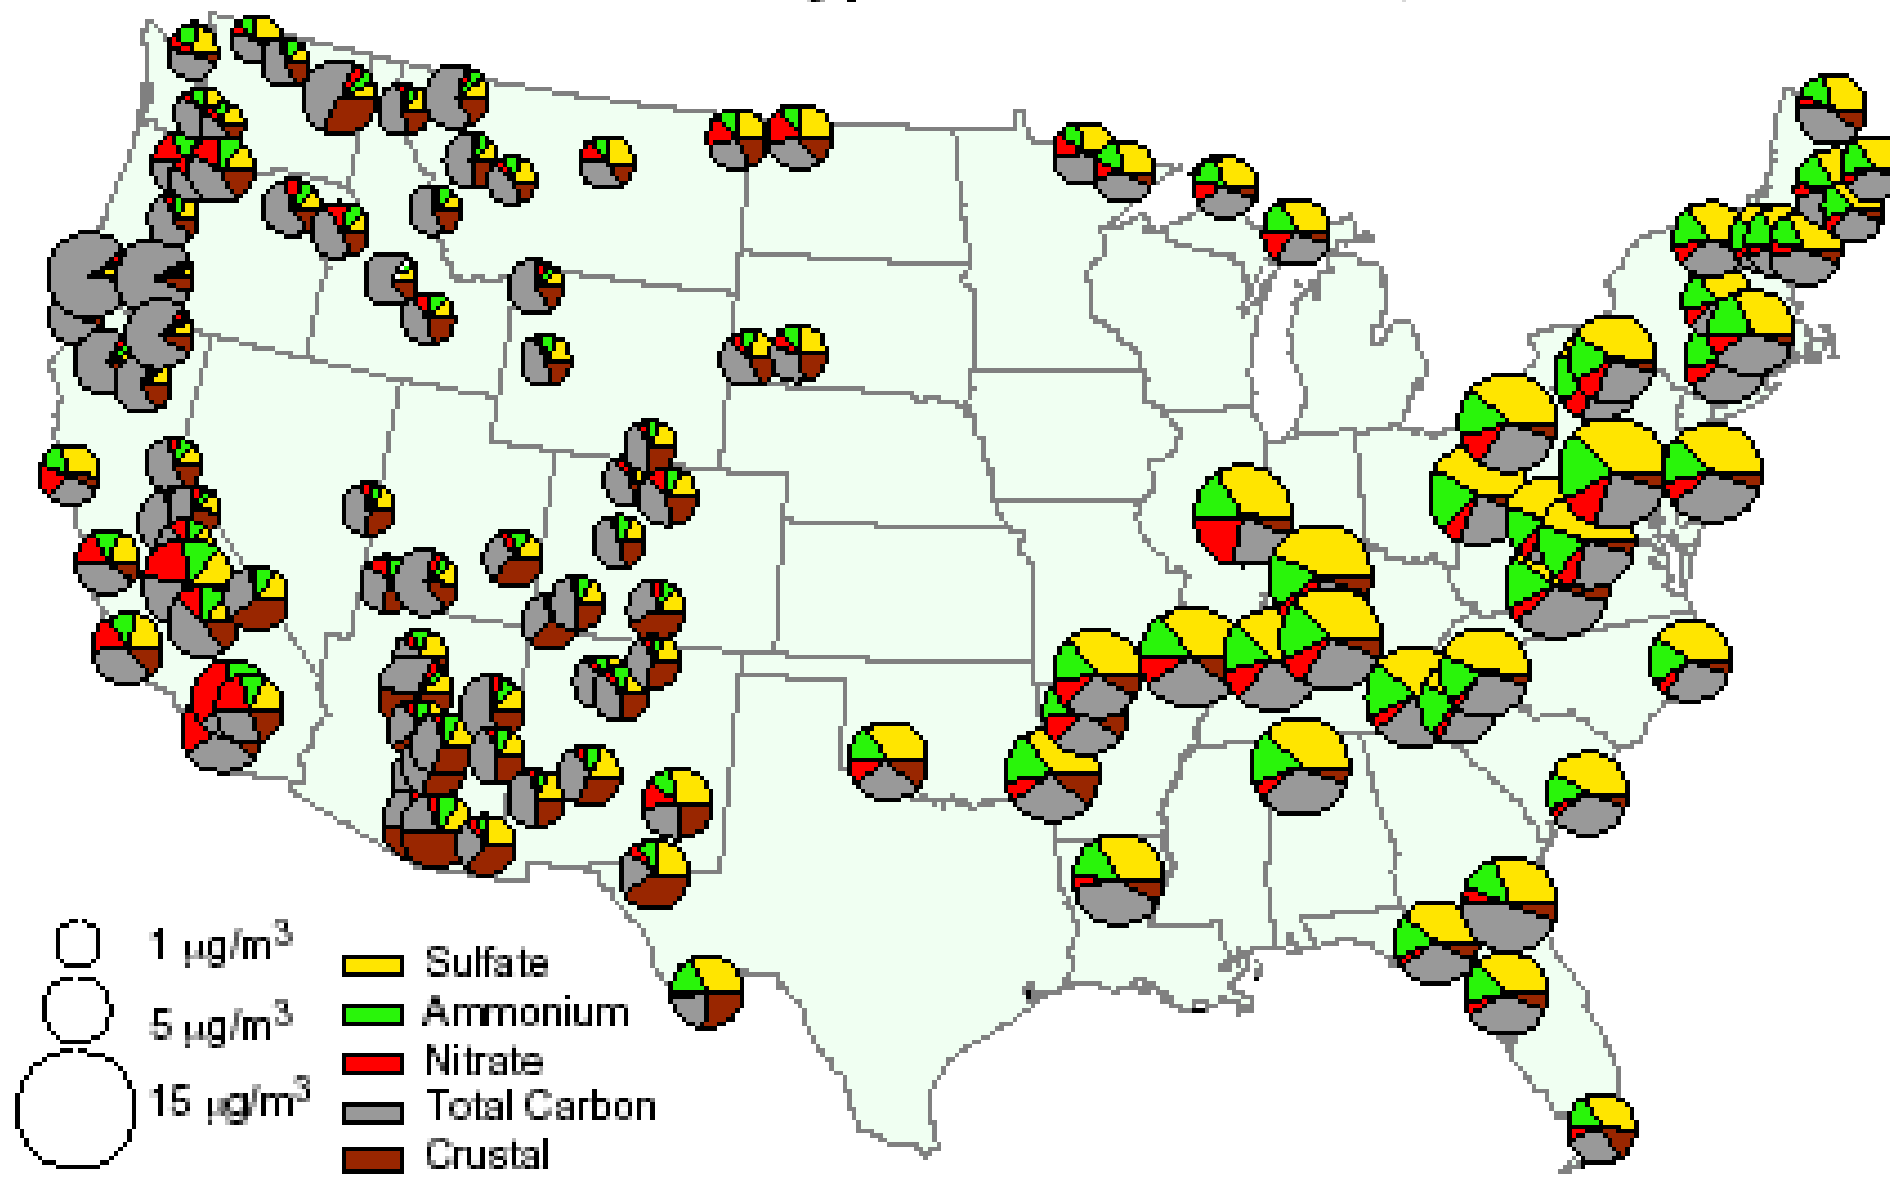 1 µg/m³
5 µg/m³
15 µg/m³
Sulfate
Ammonium
Nitrate
Total Carbon
Crustal